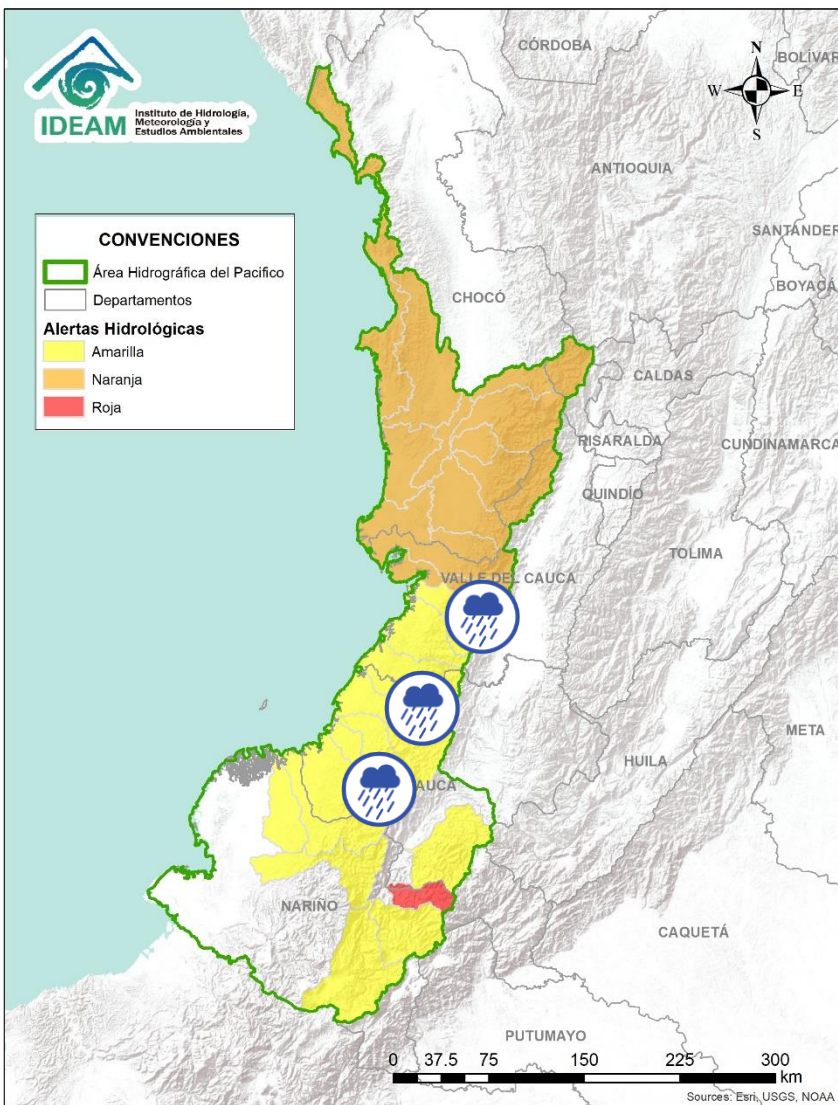 IDEAM
Instituto de Hidrología,
Meteorología y
Estudios Ambientales
CÓRDOBA
BOLÍVAR
N
W
E
S
ANTIOQUIA
SANTANDER
BOYACÁ
CONVENCIONES
Área Hidrográfica del Pacifico
Departamentos
Alertas Hidrológicas
Amarilla
Naranja
Roja
CHOCÓ
CALDAS
RISARALDA
CUNDINAMARCA
QUINDÍO
TOLIMA
VALLE DEL CAUCA
META
HUILA
AUCA
NARIÑO
CAQUETÁ
PUTUMAYO
0 37.5 75 150 225 300
km
Sources: Esri, USGS, NOAA